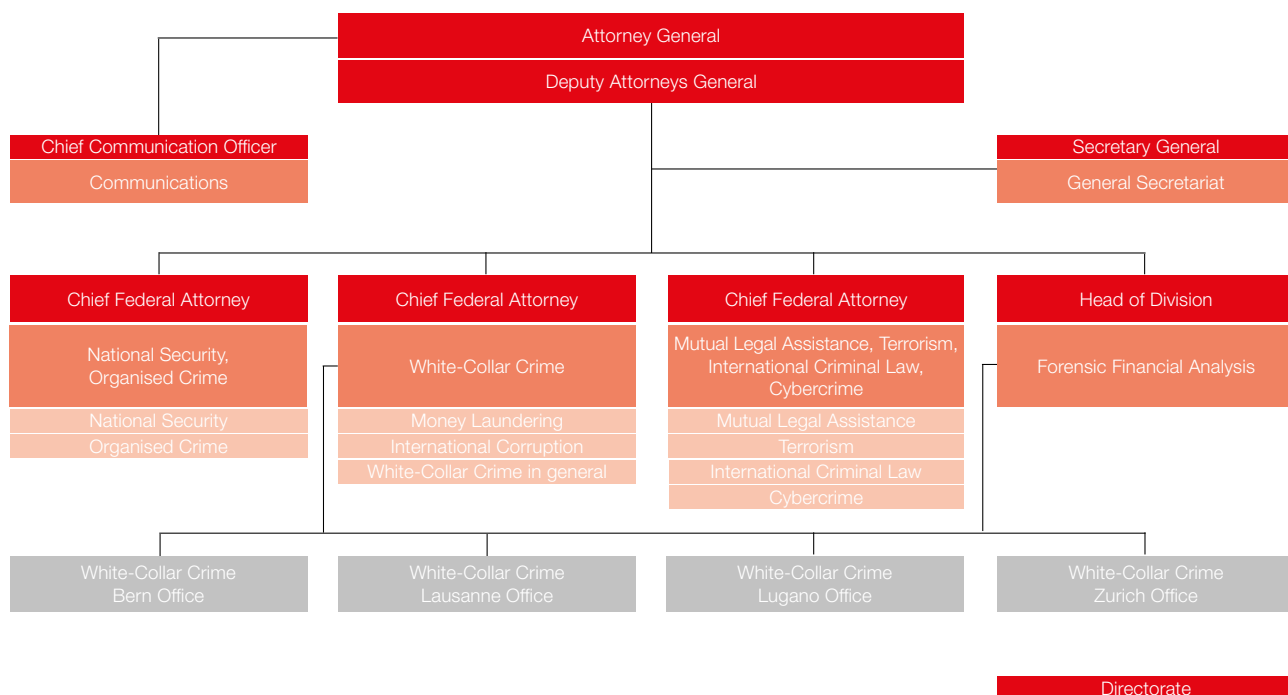 Attorney General
Deputy Attorneys General
Chief Communication Officer
Communications
Secretary General
General Secretariat
Chief Federal Attorney
National Security,
Organised Crime
National Security
Organised Crime
Chief Federal Attorney
White-Collar Crime
Money Laundering
International Corruption
White-Collar Crime in general
Chief Federal Attorney
Mutual Legal Assistance, Terrorism,
International Criminal Law,
Cybercrime
Mutual Legal Assistance
Terrorism
International Criminal Law
Cybercrime
Head of Division
Forensic Financial Analysis
White-Collar Crime
Bern Office
White-Collar Crime
Lausanne Office
White-Collar Crime
Lugano Office
White-Collar Crime
Zurich Office
Directorate